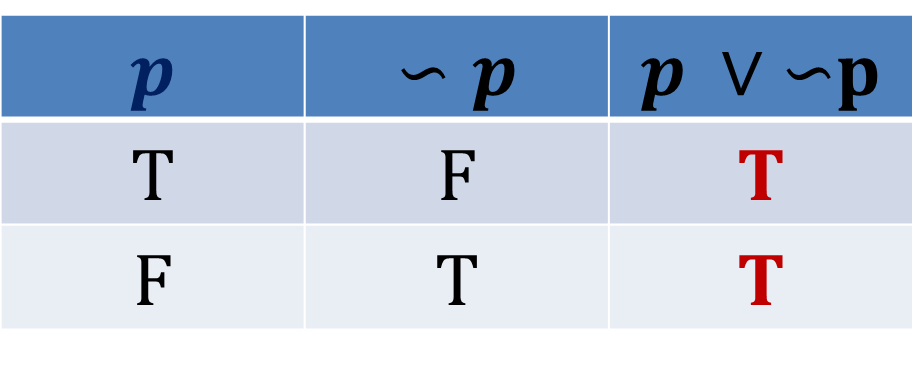 p ∽ p p ∨ ∽p
T F T
F T T